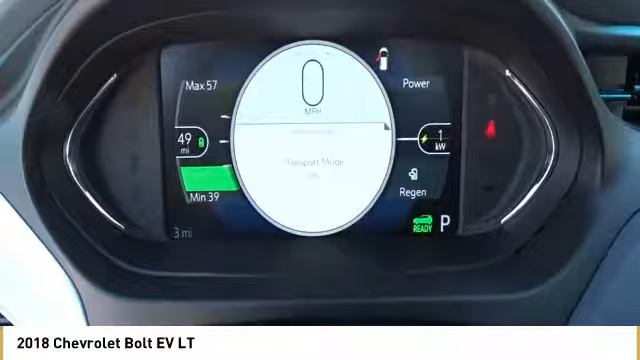 Max 57
0
MPH
Power
49
mi
1
kW
Transport Mode
On
Min 39
Regen
3 mi
READY
P
2018 Chevrolet Bolt EV LT